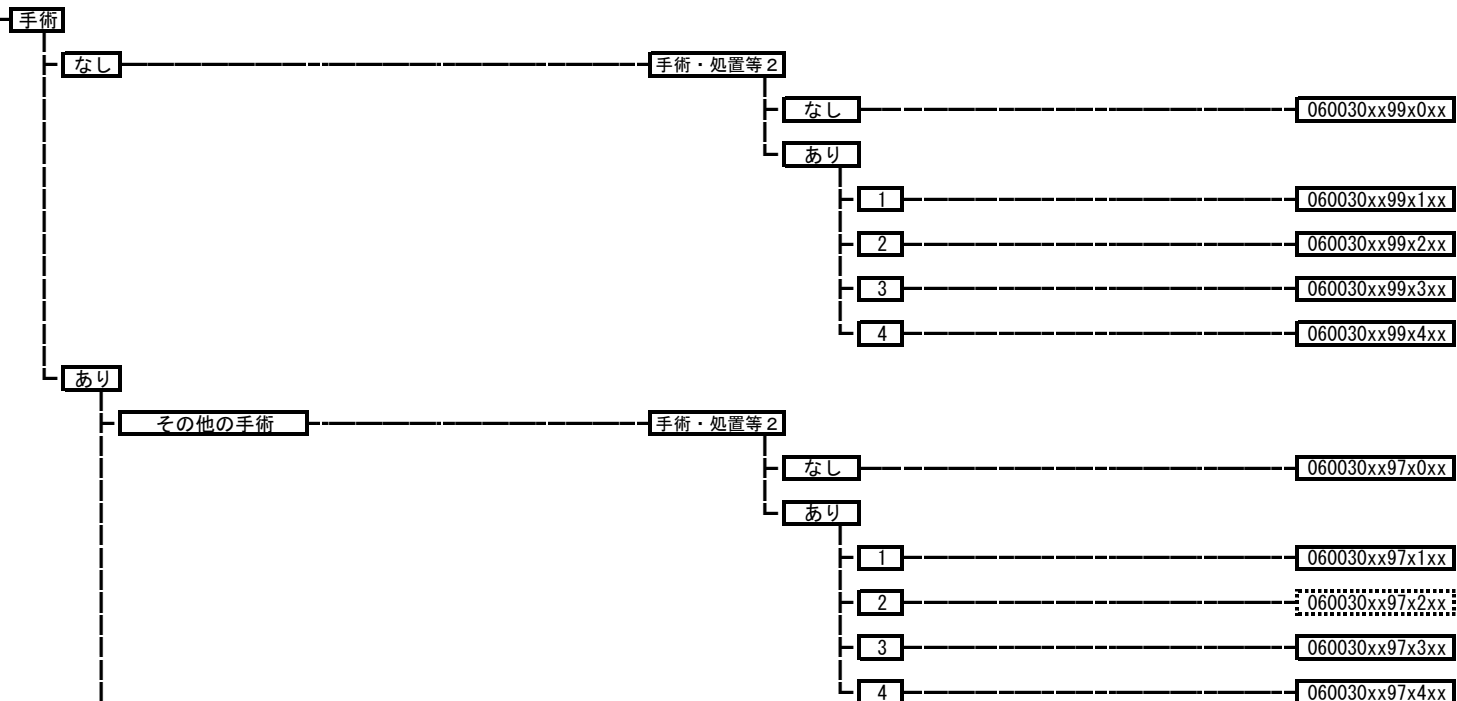 手術
なし 手術・処置等2
なし 060030xx99x0xx
あり
1 060030xx99x1xx
2 060030xx99x2xx
3 060030xx99x3xx
4 060030xx99x4xx
あり
その他の手術 手術・処置等2
なし 060030xx97x0xx
あり
1 060030xx97x1xx
2 060030xx97x2xx
3 060030xx97x3xx
4 060030xx97x4xx